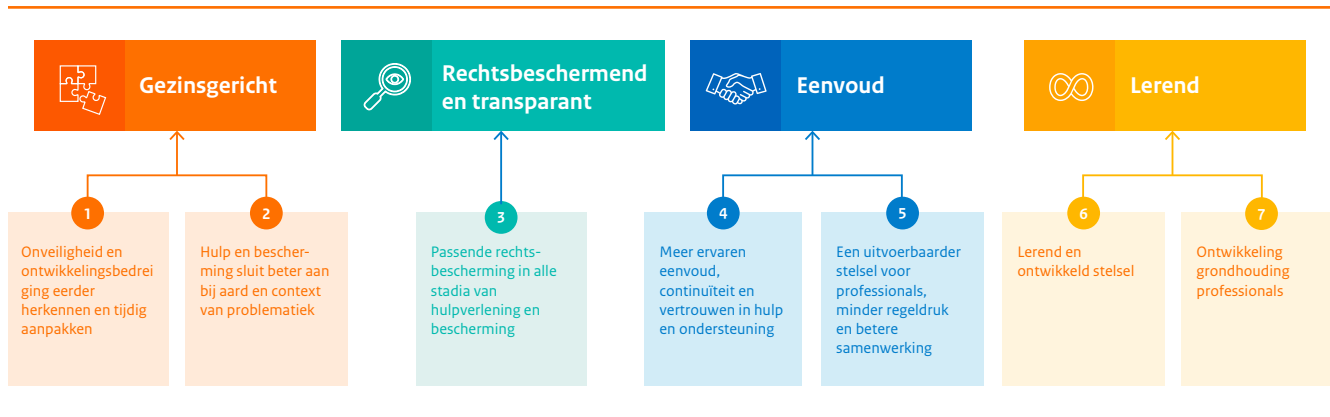 Gezinsgericht
Rechtsbeschermend
en transparant
Eenvoud
Lerend
1
Onveiligheid en
ontwikkelingsbedrei
ging eerder
herkennen en tijdig
aanpakken
2
Hulp en bescher-
ming sluit beter aan
bij aard en context
van problematiek
3
Passende rechts-
bescherming in alle
stadia van
hulpverlening en
bescherming
4
Meer ervaren
eenvoud,
continuïteit en
vertrouwen in hulp
en ondersteuning
5
Een uitvoerbaarder
stelsel voor
professionals,
minder regeldruk
en betere
samenwerking
6
Lerend en
ontwikkeld stelsel
7
Ontwikkeling
grondhouding
professionals